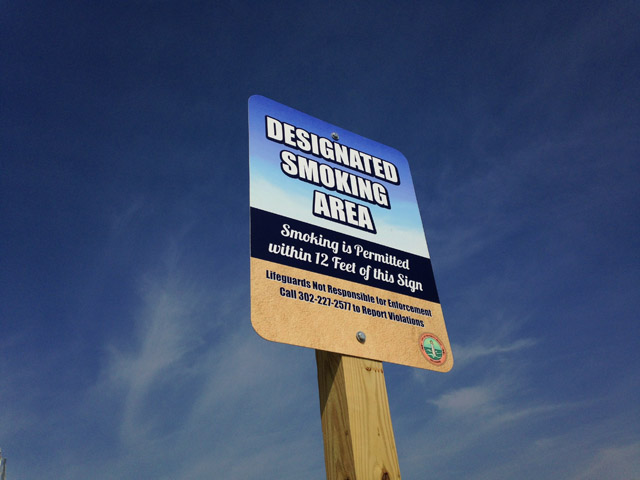 DESIGNATED
SMOKING
AREA
Smoking is Permitted
within 12 Feet of this Sign
Lifeguards Not Responsible for Enforcement
Call 302-227-2577 to Report Violations